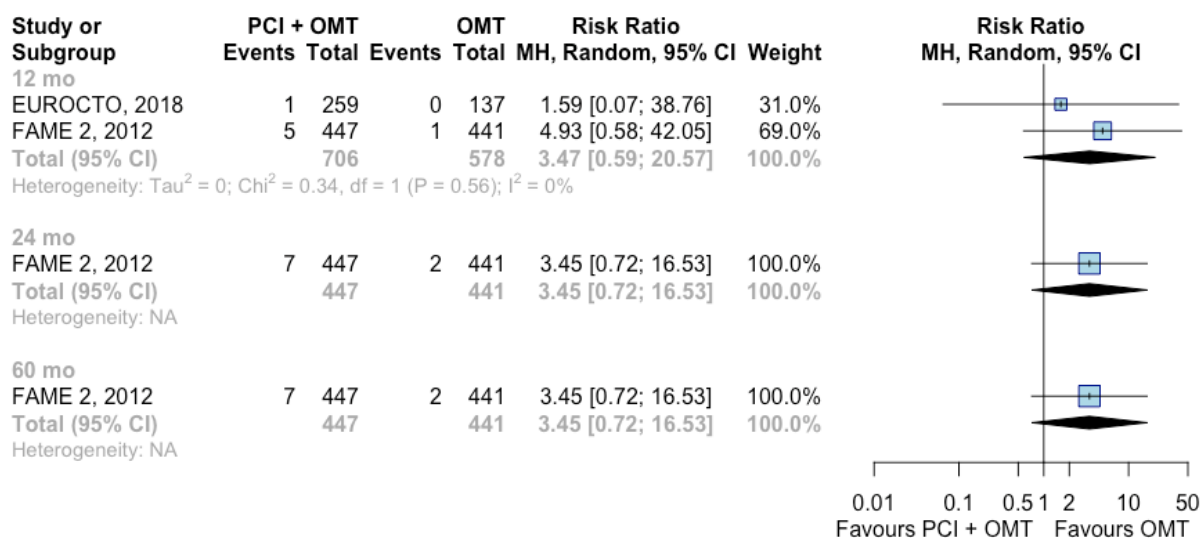 Study or PCI + OMT OMT Risk Ratio Risk Ratio
Subgroup Events Total Events Total MH, Random, 95% CI Weight MH, Random, 95% CI
12 mo
EUROCTO, 2018 1 259 0 137 1.59 [0.07; 38.76] 31.0%
FAME 2, 2012 5 447 1 441 4.93 [0.58; 42.05] 69.0%
Total (95% CI) 706 578 3.47 [0.59; 20.57] 100.0%
Heterogeneity: Tau² = 0; Chi² = 0.34, df = 1 (P = 0.56); I² = 0%
24 mo
FAME 2, 2012 7 447 2 441 3.45 [0.72; 16.53] 100.0%
Total (95% CI) 447 441 3.45 [0.72; 16.53] 100.0%
Heterogeneity: NA
60 mo
FAME 2, 2012 7 447 2 441 3.45 [0.72; 16.53] 100.0%
Total (95% CI) 447 441 3.45 [0.72; 16.53] 100.0%
Heterogeneity: NA
0.01 0.1 0.5 1 2 10 50
Favours PCI + OMT Favours OMT